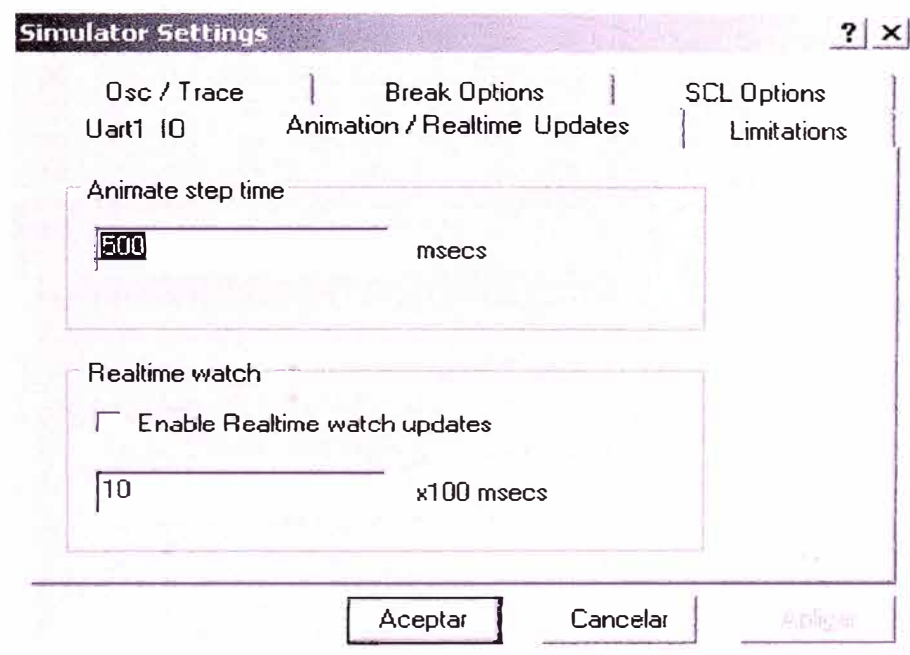 Simulator Settings ? ×
Osc / Trace Break Options SCL Options
Uart1 IO Animation / Realtime Updates Limitations
Animate step time
500 msecs
Realtime watch
Enable Realtime watch updates
10 x100 msecs
Aceptar Cancelar Aplicar